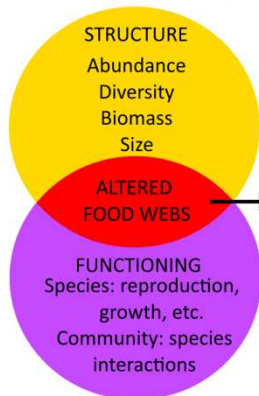 STRUCTURE
Abundance
Diversity
Biomass
Size
ALTERED
FOOD WEBS
FUNCTIONING
Species: reproduction,
growth, etc.
Community: species
interactions